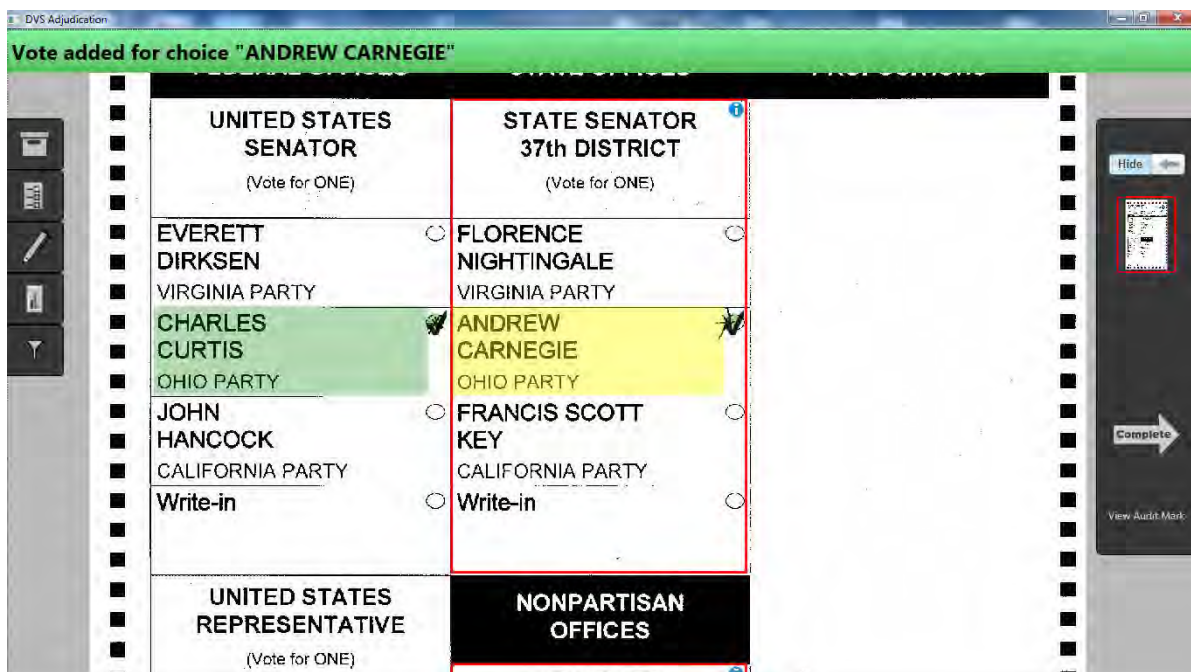 DVS Adjudication
Vote added for choice "ANDREW CARNEGIE"
UNITED STATES
SENATOR
(Vote for ONE)
EVERETT
DIRKSEN
VIRGINIA PARTY
CHARLES
CURTIS
OHIO PARTY
JOHN
HANCOCK
CALIFORNIA PARTY
Write-in
UNITED STATES
REPRESENTATIVE
(Vote for ONE)
STATE SENATOR
37th DISTRICT
(Vote for ONE)
FLORENCE
NIGHTINGALE
VIRGINIA PARTY
ANDREW
CARNEGIE
OHIO PARTY
FRANCIS SCOTT
KEY
CALIFORNIA PARTY
Write-in
NONPARTISAN
OFFICES
Hide
Complete
View Audit Mark